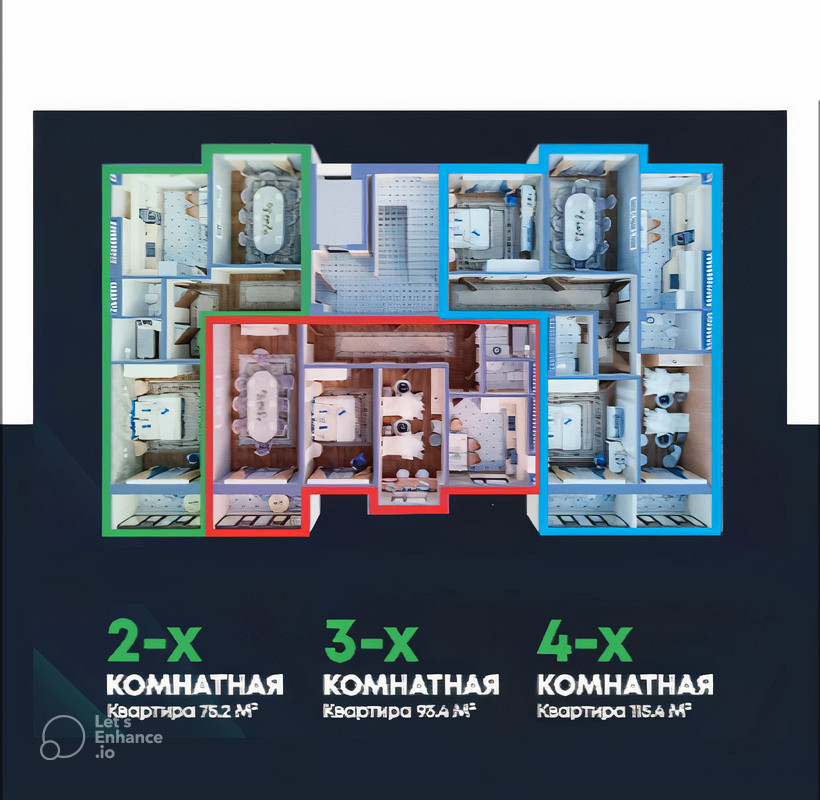 2-х
КОМНАТНАЯ
Квартира 75.2 М²
3-х
КОМНАТНАЯ
Квартира 93.4 М²
4-х
КОМНАТНАЯ
Квартира 115.4 М²
Let's
Enhance
.io